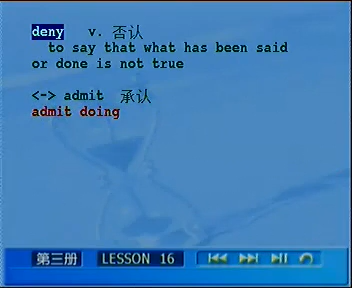 deny v. 否认
to say that what has been said
or done is not true
<-> admit 承认
admit doing
第三册 LESSON 16